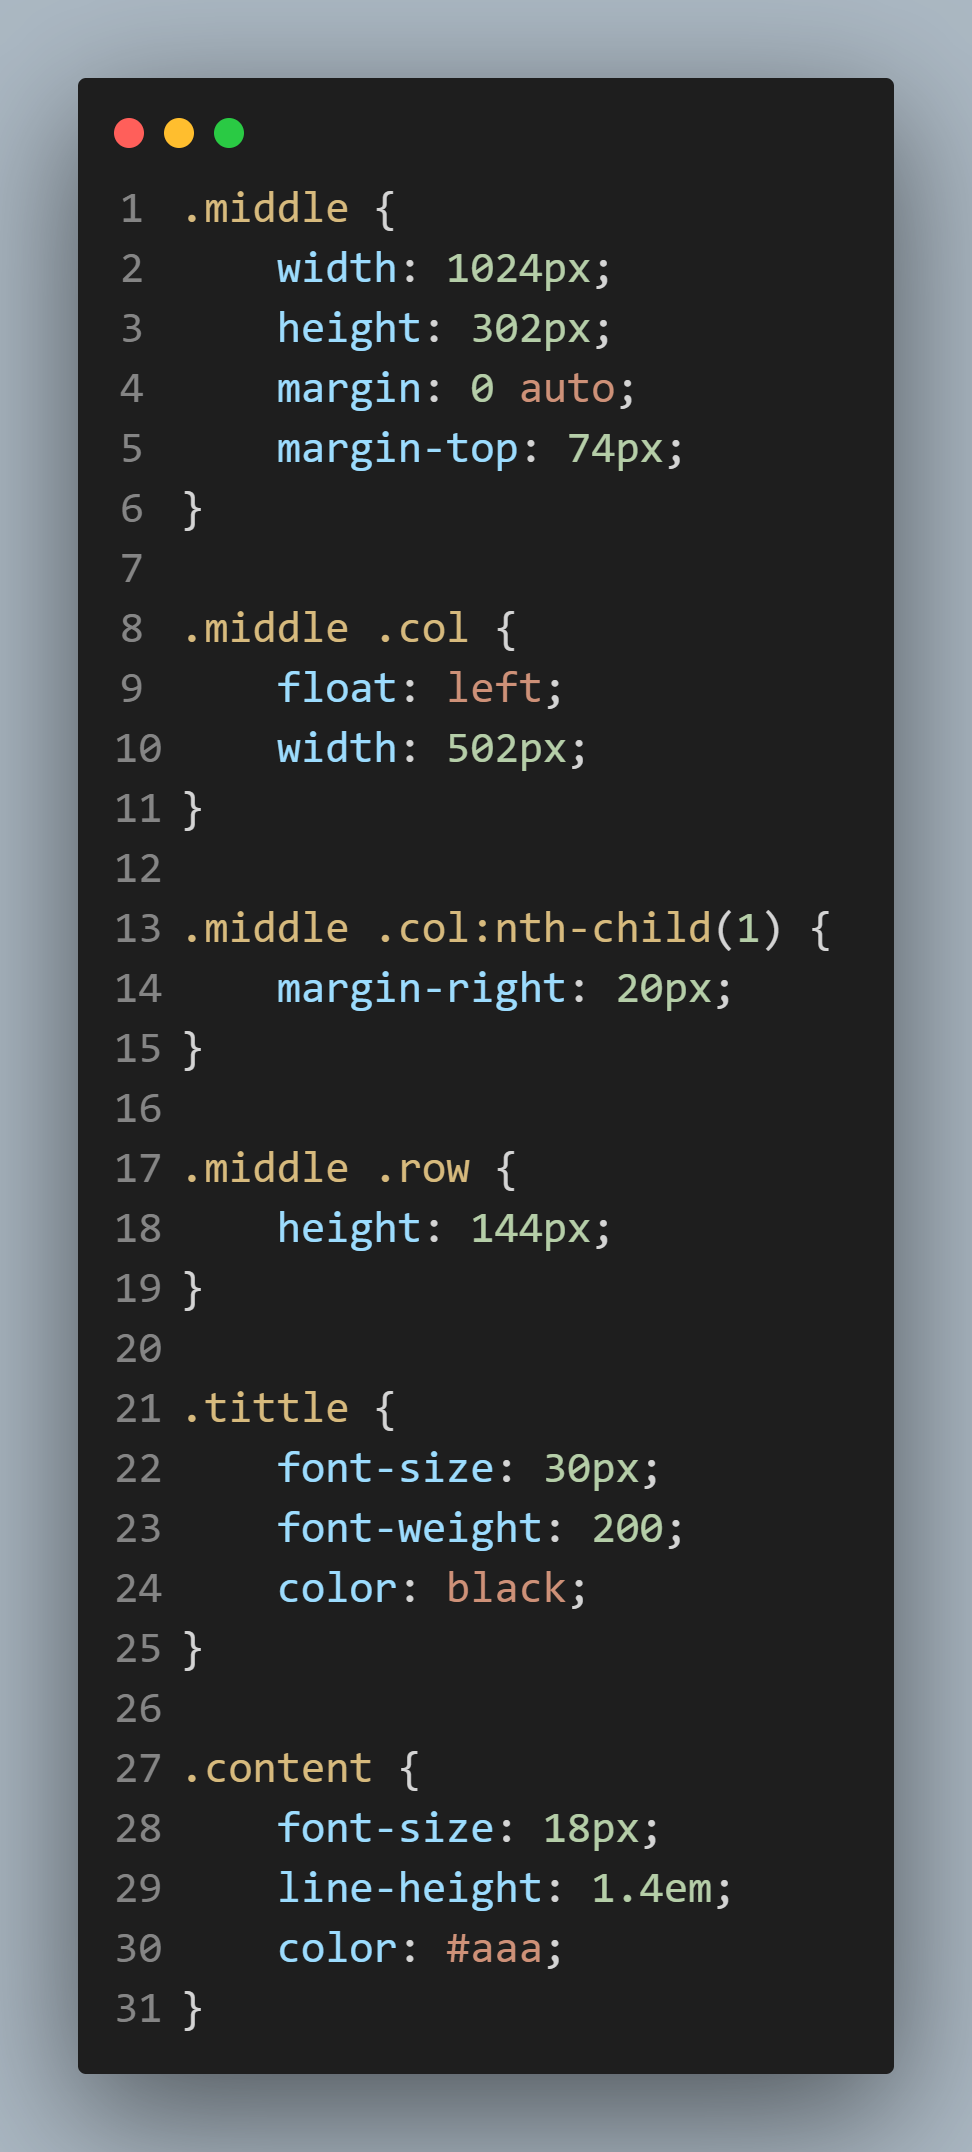 1 .middle {
2     width: 1024px;
3     height: 302px;
4     margin: 0 auto;
5     margin-top: 74px;
6 }
7
8 .middle .col {
9     float: left;
10     width: 502px;
11 }
12
13 .middle .col:nth-child(1) {
14     margin-right: 20px;
15 }
16
17 .middle .row {
18     height: 144px;
19 }
20
21 .tittle {
22     font-size: 30px;
23     font-weight: 200;
24     color: black;
25 }
26
27 .content {
28     font-size: 18px;
29     line-height: 1.4em;
30     color: #aaa;
31 }